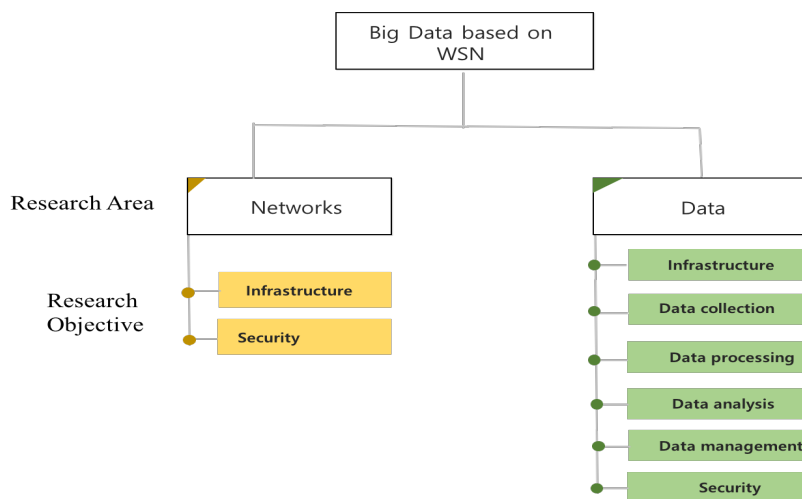 Big Data based on
WSN
Research Area
Networks
Data
Research
Objective
Infrastructure
Security
Infrastructure
Data collection
Data processing
Data analysis
Data management
Security